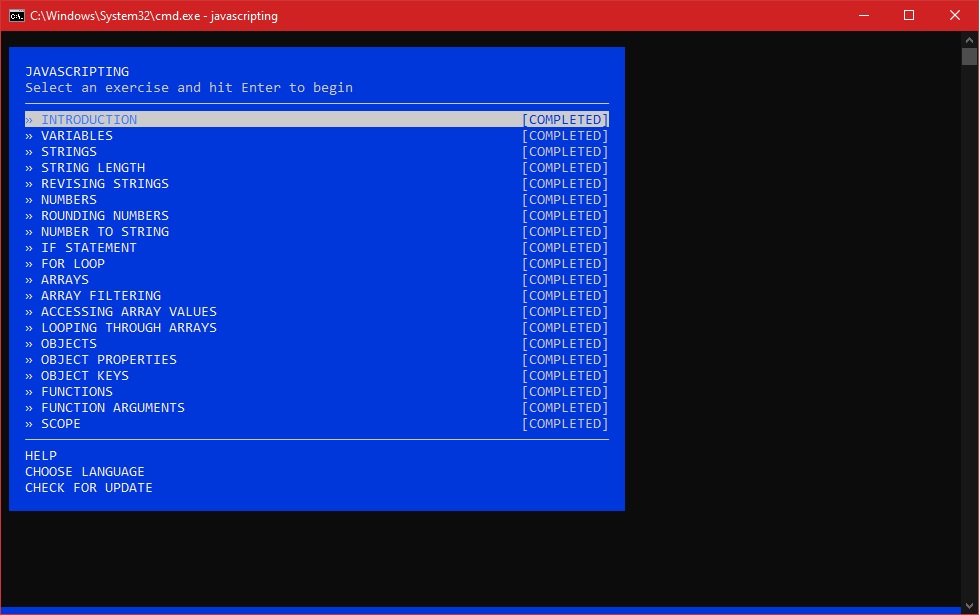 C:\Windows\System32\cmd.exe - javascripting
JAVASCRIPTING
Select an exercise and hit Enter to begin
» INTRODUCTION [COMPLETED]
» VARIABLES [COMPLETED]
» STRINGS [COMPLETED]
» STRING LENGTH [COMPLETED]
» REVISING STRINGS [COMPLETED]
» NUMBERS [COMPLETED]
» ROUNDING NUMBERS [COMPLETED]
» NUMBER TO STRING [COMPLETED]
» IF STATEMENT [COMPLETED]
» FOR LOOP [COMPLETED]
» ARRAYS [COMPLETED]
» ARRAY FILTERING [COMPLETED]
» ACCESSING ARRAY VALUES [COMPLETED]
» LOOPING THROUGH ARRAYS [COMPLETED]
» OBJECTS [COMPLETED]
» OBJECT PROPERTIES [COMPLETED]
» OBJECT KEYS [COMPLETED]
» FUNCTIONS [COMPLETED]
» FUNCTION ARGUMENTS [COMPLETED]
» SCOPE [COMPLETED]
HELP
CHOOSE LANGUAGE
CHECK FOR UPDATE